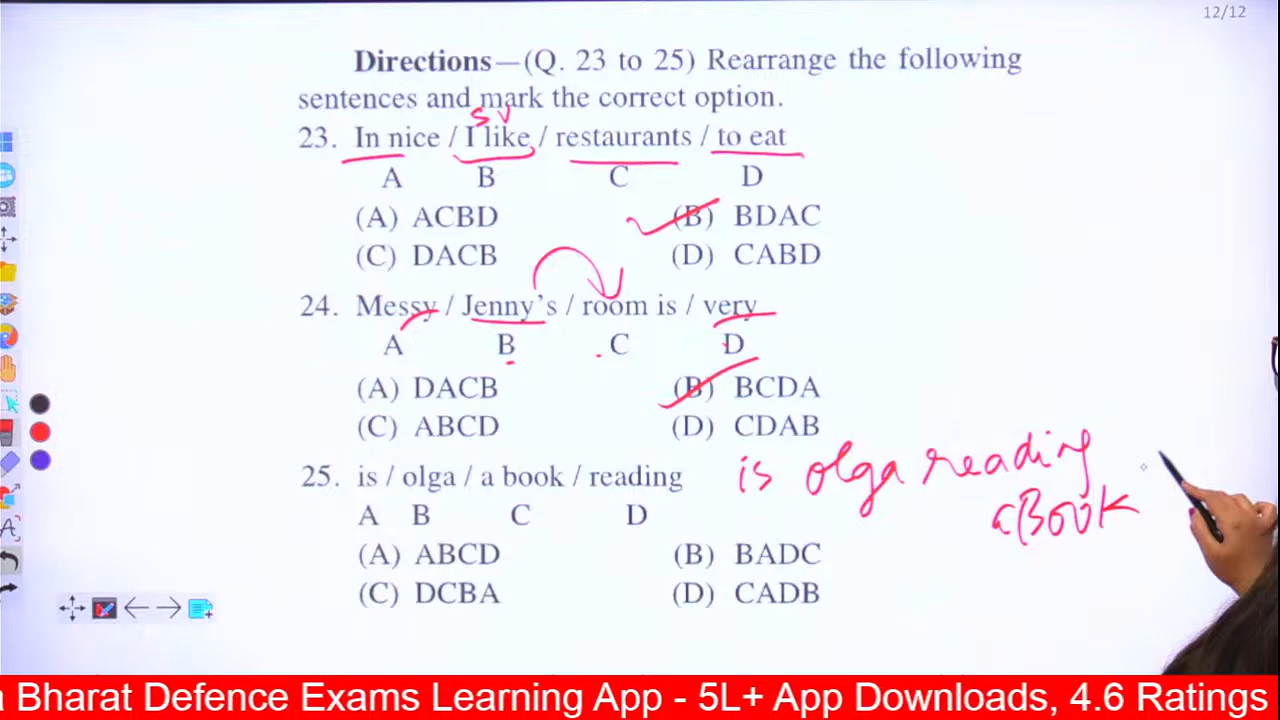 12/12
Directions—(Q. 23 to 25) Rearrange the following
sentences and mark the correct option.
S V
23. In nice / I like / restaurants / to eat
A B C D
(A) ACBD (B) BDAC
(C) DACB (D) CABD
24. Messy / Jenny's / room is / very
A B C D
(A) DACB (B) BCDA
(C) ABCD (D) CDAB
25. is / olga / a book / reading
is olga reading
A B C D
a Book
(A) ABCD (B) BADC
(C) DCBA (D) CADB
Bharat Defence Exams Learning App - 5L+ App Downloads, 4.6 Ratings